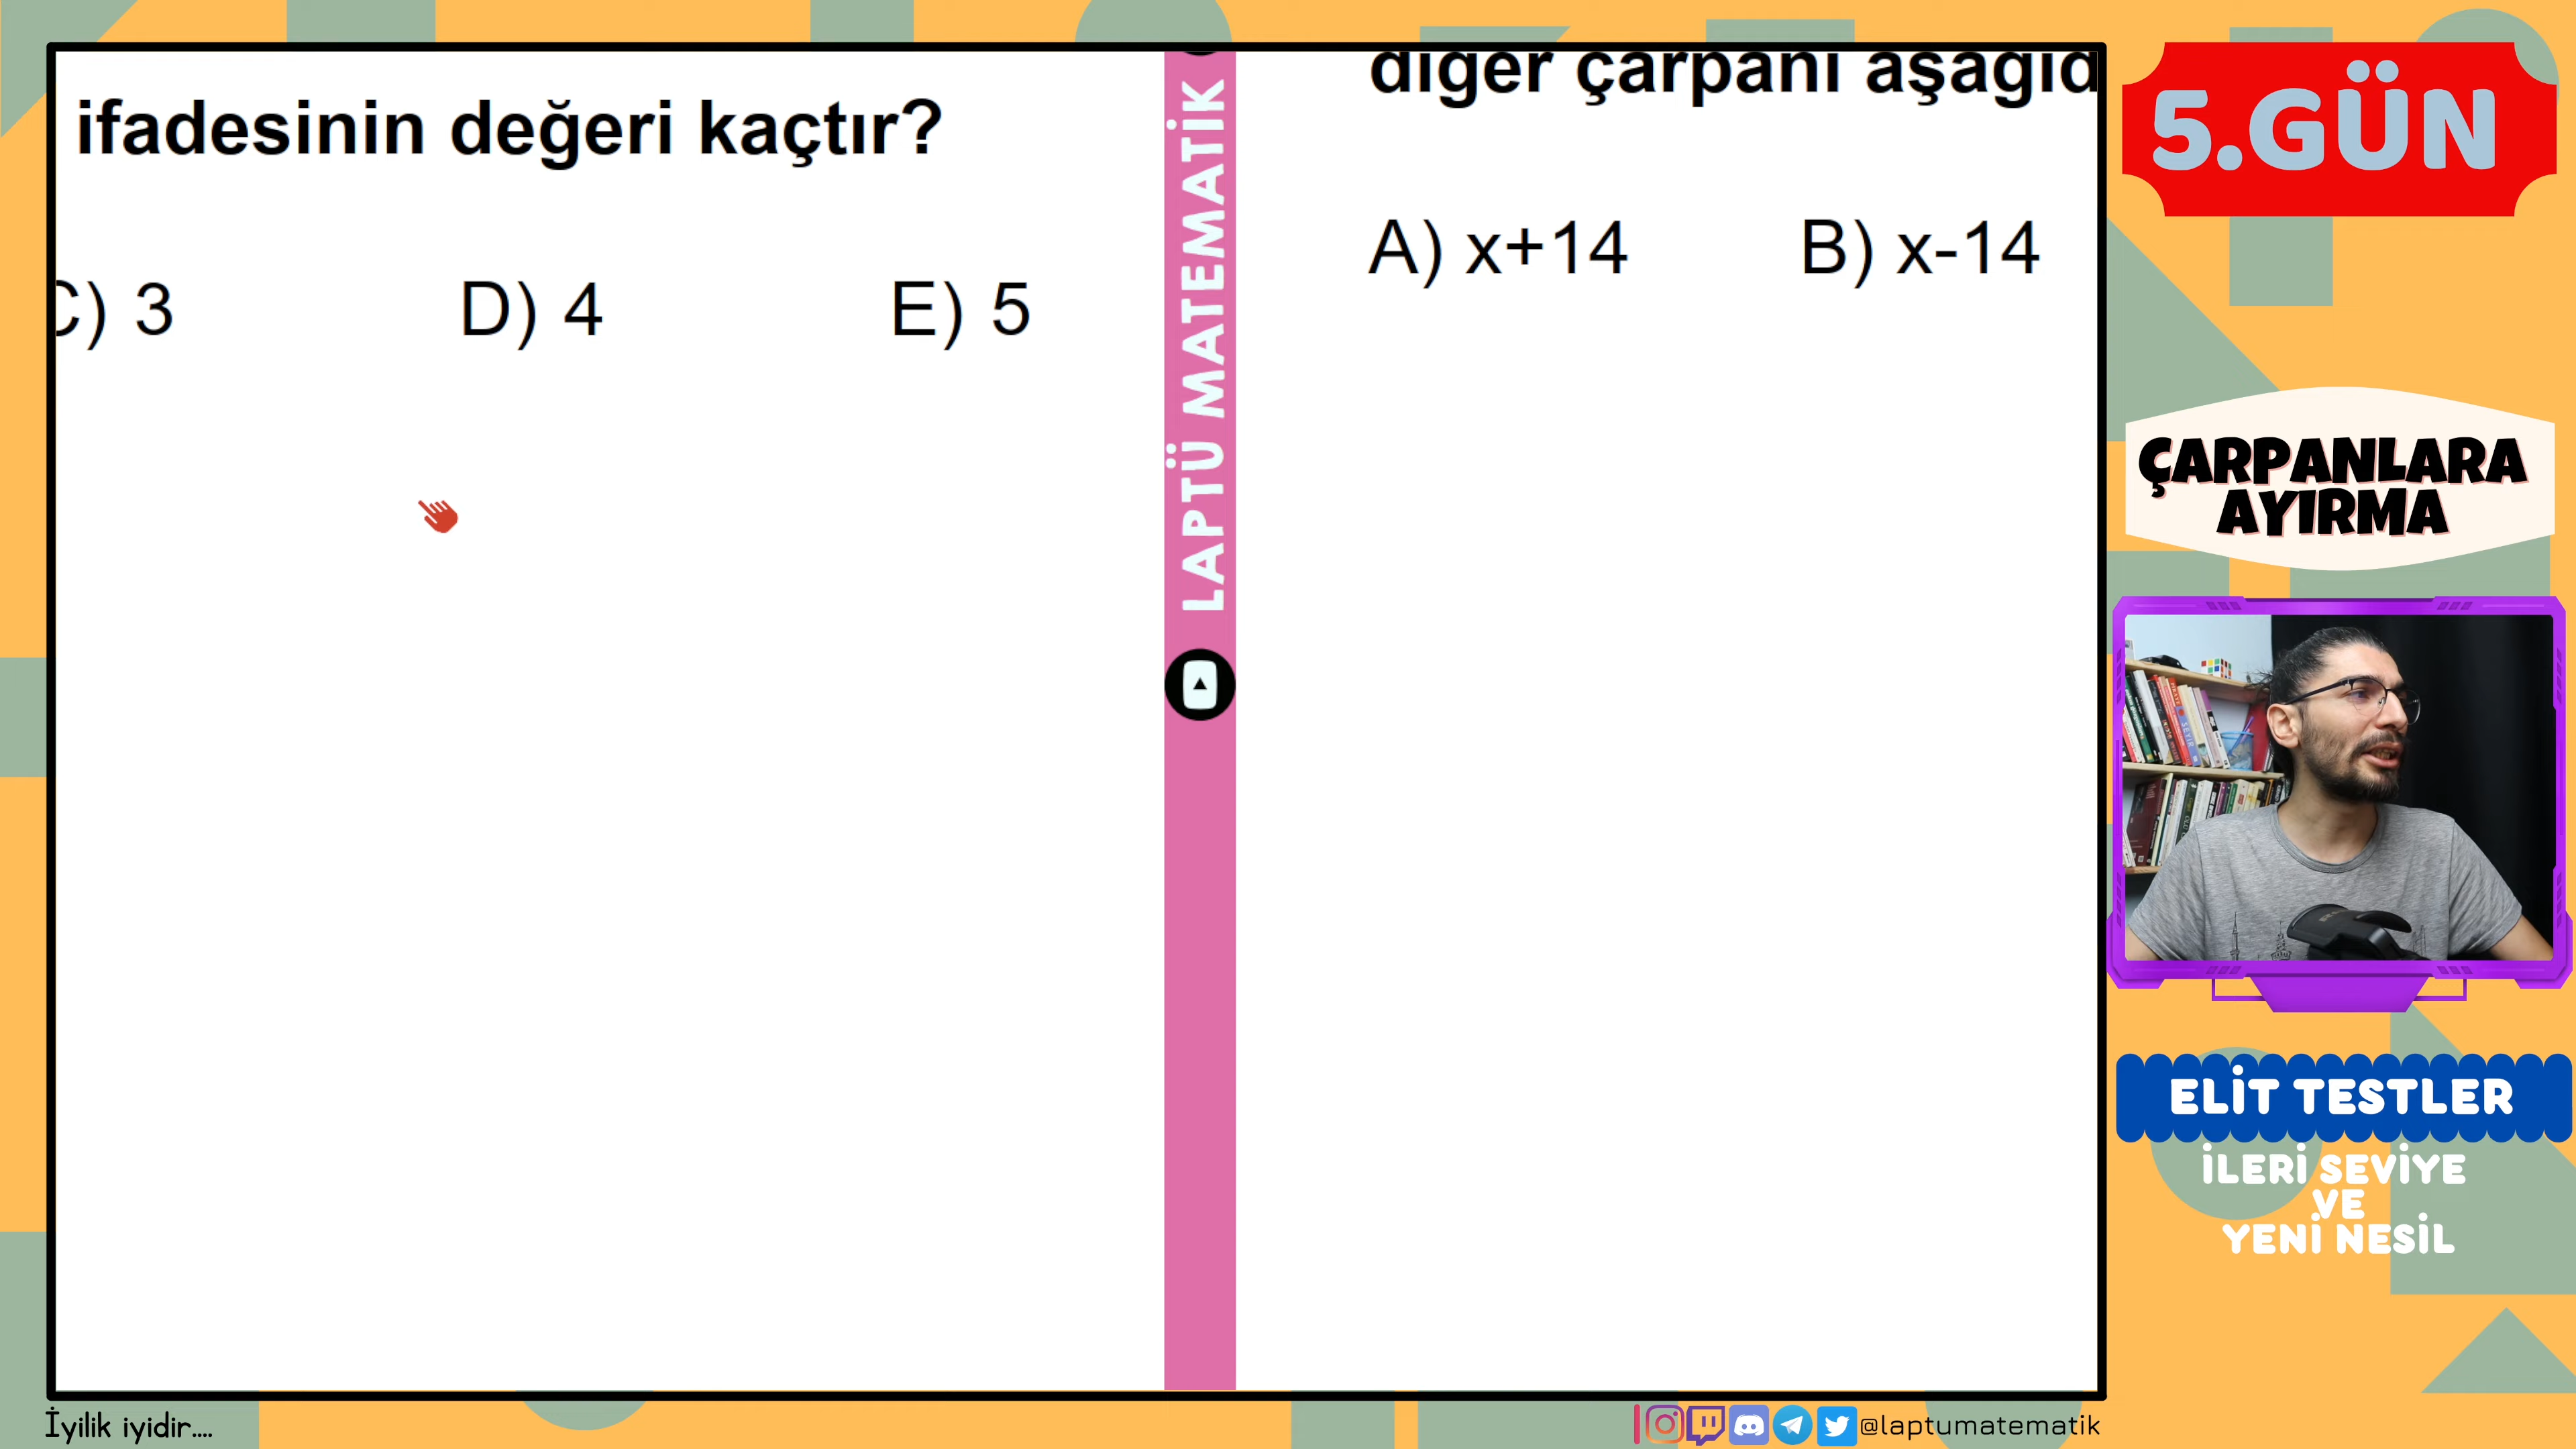 ifadesinin değeri kaçtır?
C) 3 D) 4 E) 5
LAPTÜ MATEMATİK
diğer çarpanı aşağıd
A) x+14 B) x-14
5.GÜN
ÇARPANLARA
AYIRMA
ELİT TESTLER
İLERİ SEVİYE
VE
YENİ NESİL
İyilik iyidir....
@laptumatematik